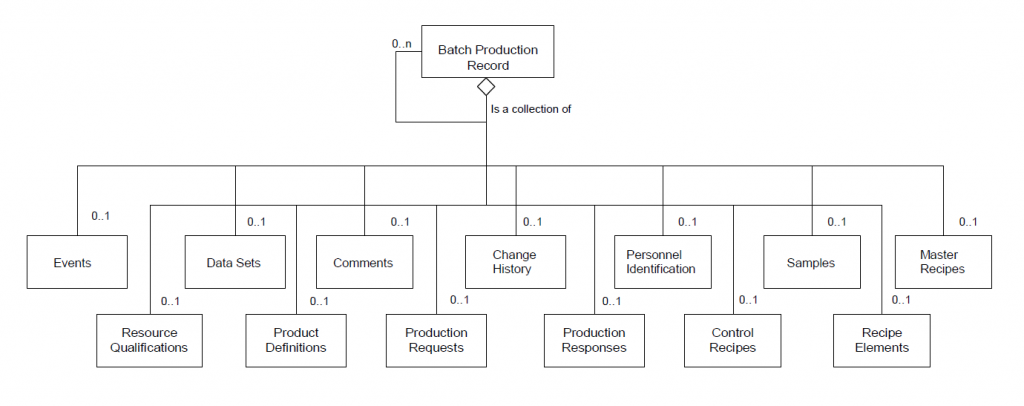 0..n
Batch Production
Record
Is a collection of
0..1
0..1
0..1
0..1
0..1
0..1
0..1
Events
Data Sets
Comments
Change
History
Personnel
Identification
Samples
Master
Recipes
0..1
0..1
0..1
0..1
0..1
0..1
Resource
Qualifications
Product
Definitions
Production
Requests
Production
Responses
Control
Recipes
Recipe
Elements